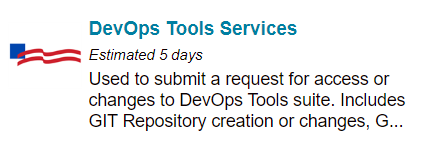 DevOps Tools Services
Estimated 5 days
Used to submit a request for access or
changes to DevOps Tools suite. Includes
GIT Repository creation or changes, G...